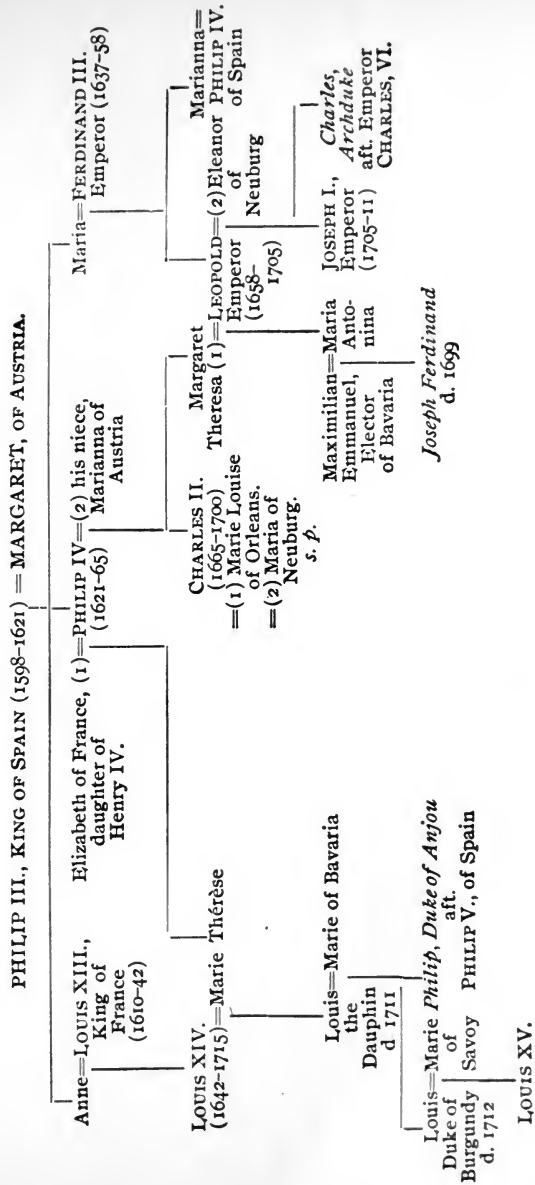 PHILIP III., KING OF SPAIN (1598-1621) = MARGARET, OF AUSTRIA.
Anne=LOUIS XIII.,
King of
France
(1610-42)
Elizabeth of France, (1)=PHILIP IV=(2) his niece,
daughter of
Henry IV.
(1621-65)
Marianna of
Austria
Maria=FERDINAND III.
Emperor (1637-58)
LOUIS XIV.
(1642-1715)=Marie Thérèse
CHARLES II.
(1665-1700)
=(1) Marie Louise
of Orleans.
=(2) Maria of
Neuburg.
s. p.
Margaret
Theresa (1)=LEOPOLD=(2) Eleanor
Emperor
(1658-
1705)
of
Neuburg
Marianna=
PHILIP IV.
of Spain
Louis=Marie of Bavaria
the
Dauphin
d 1711
Maximilian=Maria
Emmanuel,
Elector
of Bavaria
Anto-
nina
JOSEPH I.,
Emperor
(1705-11)
Charles,
Archduke
aft. Emperor
CHARLES, VI.
Louis=Marie
Duke of
Burgundy
d. 1712
of
Savoy
Philip, Duke of Anjou
aft.
PHILIP V., of Spain
Joseph Ferdinand
d. 1699
LOUIS XV.